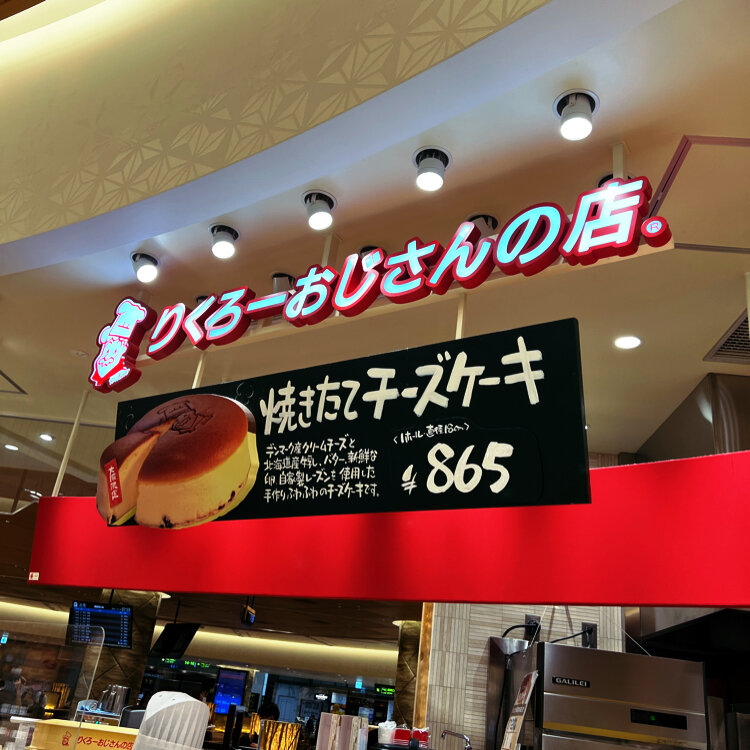 りくろーおじさんの店®
焼きたてチーズケーキ
デンマーク産クリームチーズと
北海道産牛乳、バター、新鮮な
卵、自家製レーズンを使用した
手作りふわふわのチーズケーキです。
〈1ホール・直径18cm〉
¥865
大阪限定
GALILEI
りくろーおじさんの店